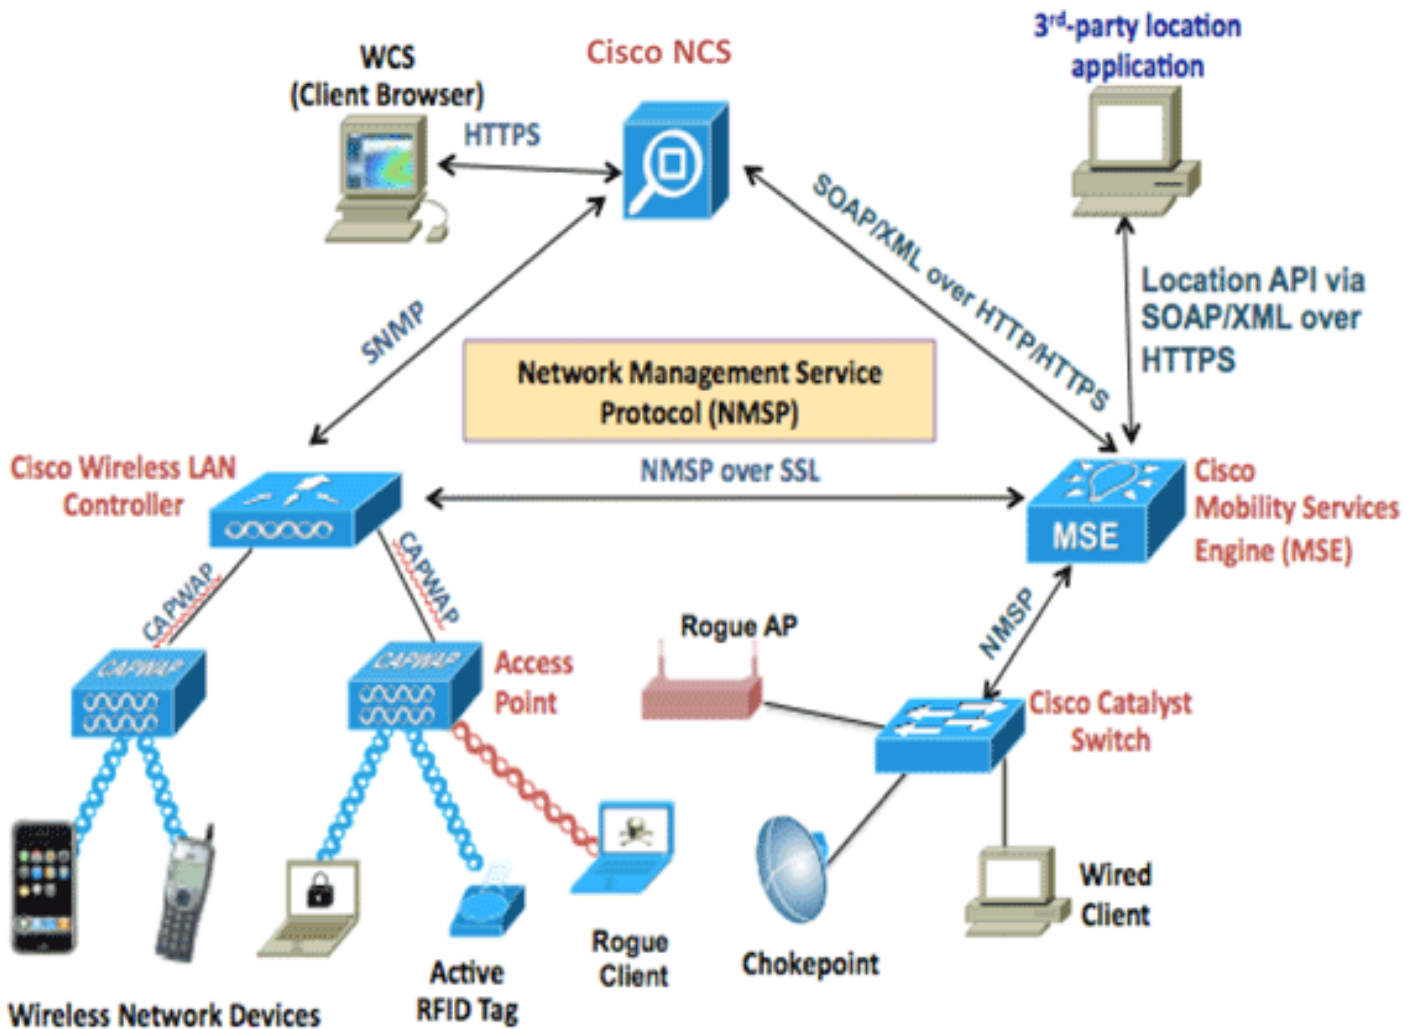 WCS
(Client Browser)
Cisco NCS
3rd-party location
application
HTTPS
SOAP/XML over HTTP/HTTPS
Location API via
SOAP/XML over
HTTPS
SNMP
Network Management Service
Protocol (NMSP)
Cisco Wireless LAN
Controller
NMSP over SSL
MSE
Cisco
Mobility Services
Engine (MSE)
CAPWAP
CAPWAP
NMSP
CAPWAP
CAPWAP
Access
Point
Rogue AP
Cisco Catalyst
Switch
Wired
Client
Rogue
Client
Chokepoint
Active
RFID Tag
Wireless Network Devices